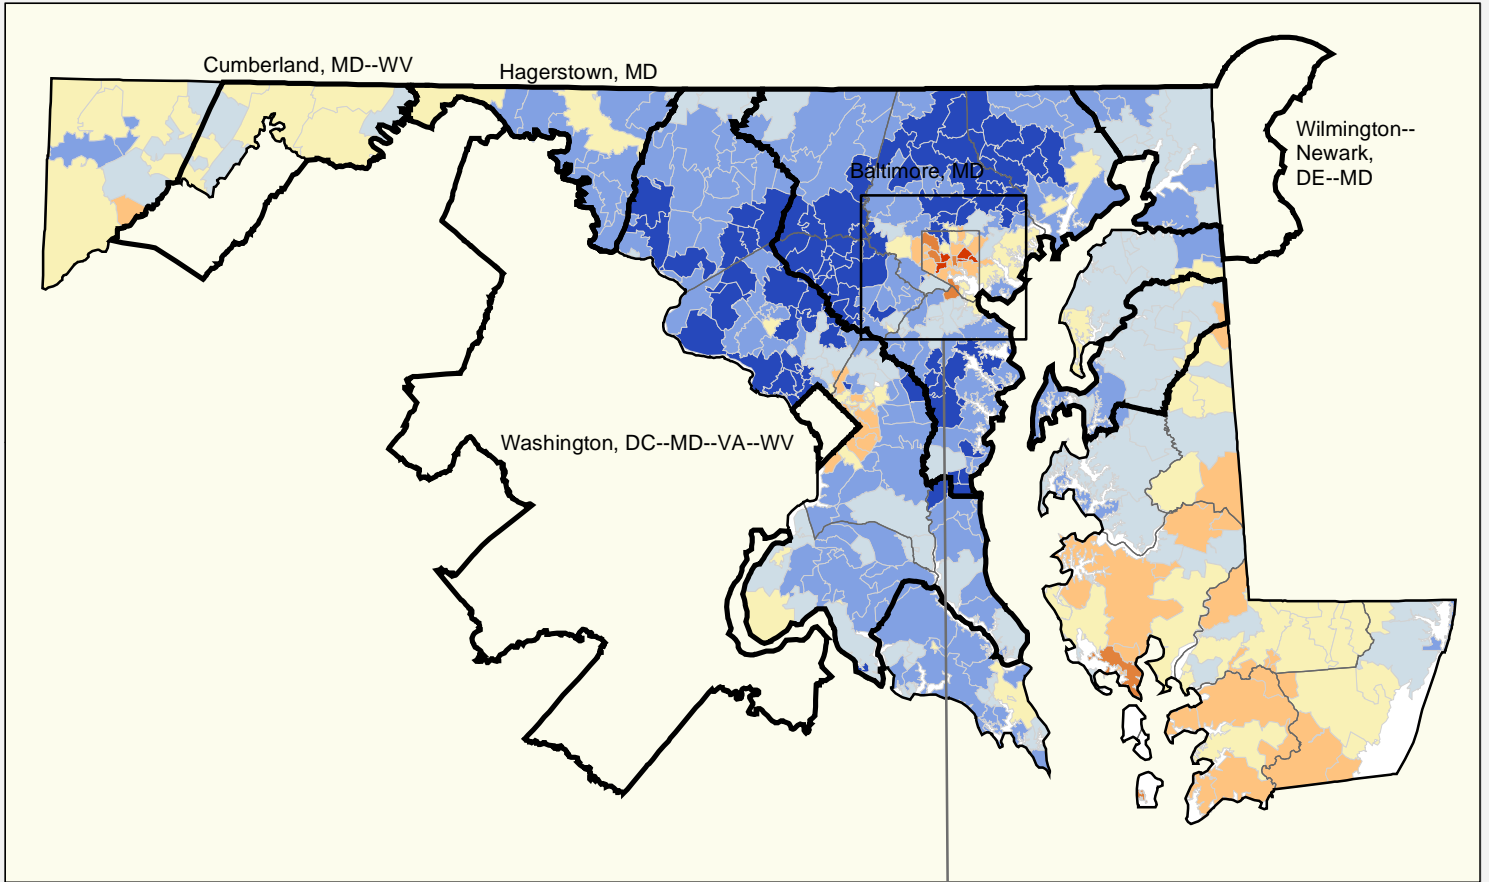 Cumberland, MD--WV
Hagerstown, MD
Wilmington--
Newark,
DE--MD
Baltimore, MD
Washington, DC--MD--VA--WV